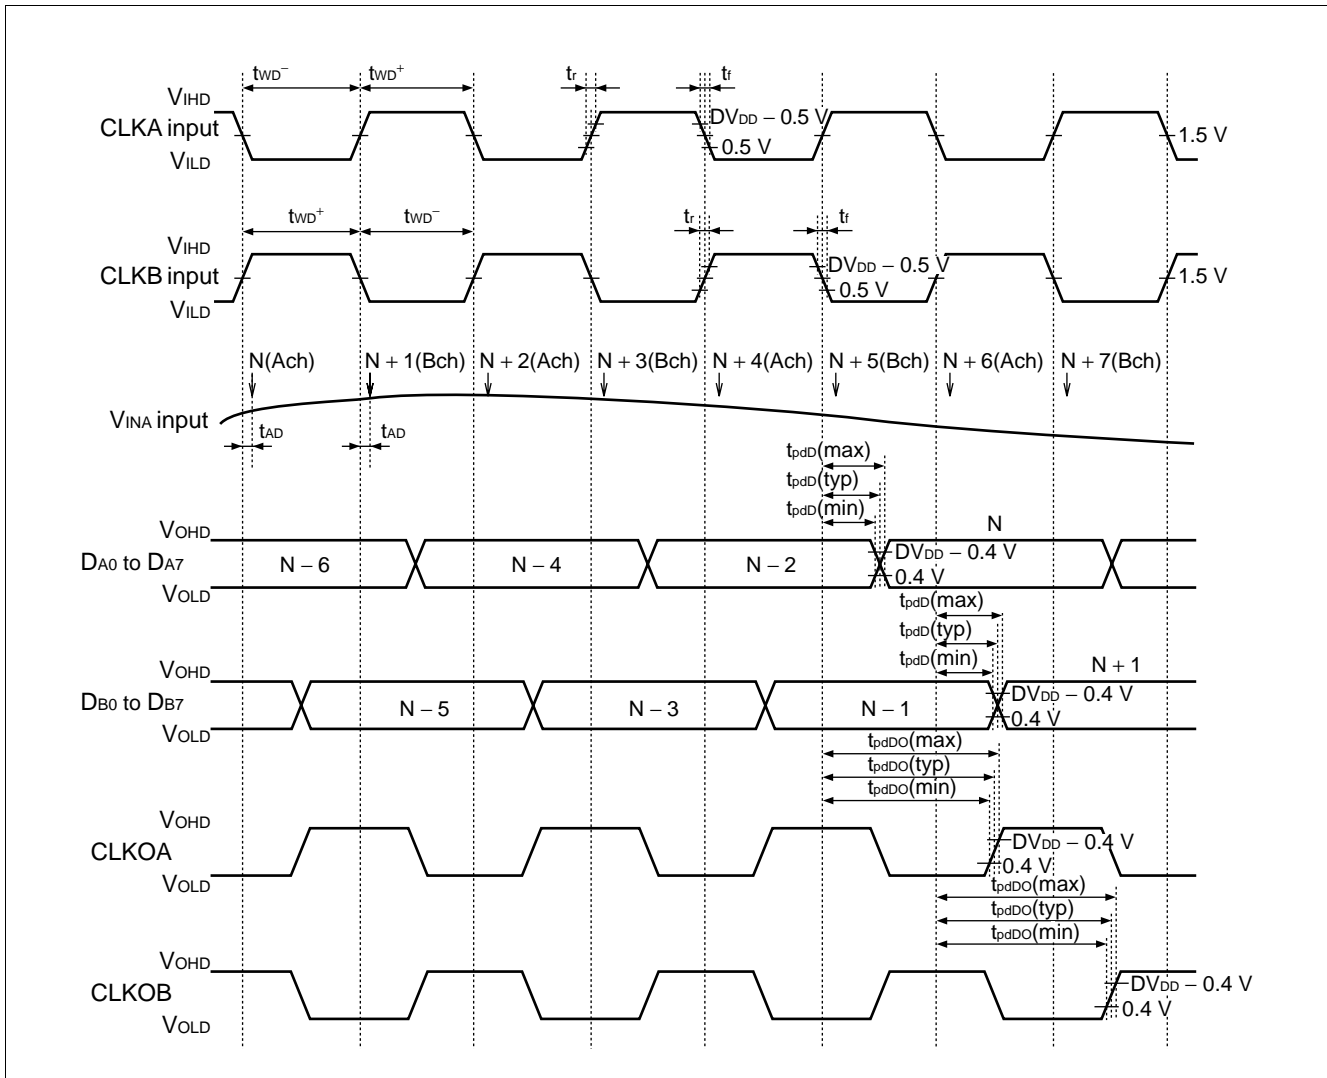 tWD− tWD+ tr tf
VIHD
CLKA input
VILD
DVDD − 0.5 V
0.5 V
1.5 V
tWD+ tWD− tr tf
VIHD
CLKB input
VILD
DVDD − 0.5 V
0.5 V
1.5 V
N(Ach) N + 1(Bch) N + 2(Ach) N + 3(Bch) N + 4(Ach) N + 5(Bch) N + 6(Ach) N + 7(Bch)
VINA input
tAD tAD
tpdD(max)
tpdD(typ)
tpdD(min)
VOHD
DA0 to DA7
VOLD
N − 6 N − 4 N − 2 N
DVDD − 0.4 V
0.4 V
tpdD(max)
tpdD(typ)
tpdD(min)
VOHD
DB0 to DB7
VOLD
N − 5 N − 3 N − 1 N + 1
DVDD − 0.4 V
0.4 V
tpdDO(max)
tpdDO(typ)
tpdDO(min)
VOHD
CLKOA
VOLD
DVDD − 0.4 V
0.4 V
tpdDO(max)
tpdDO(typ)
tpdDO(min)
VOHD
CLKOB
VOLD
DVDD − 0.4 V
0.4 V